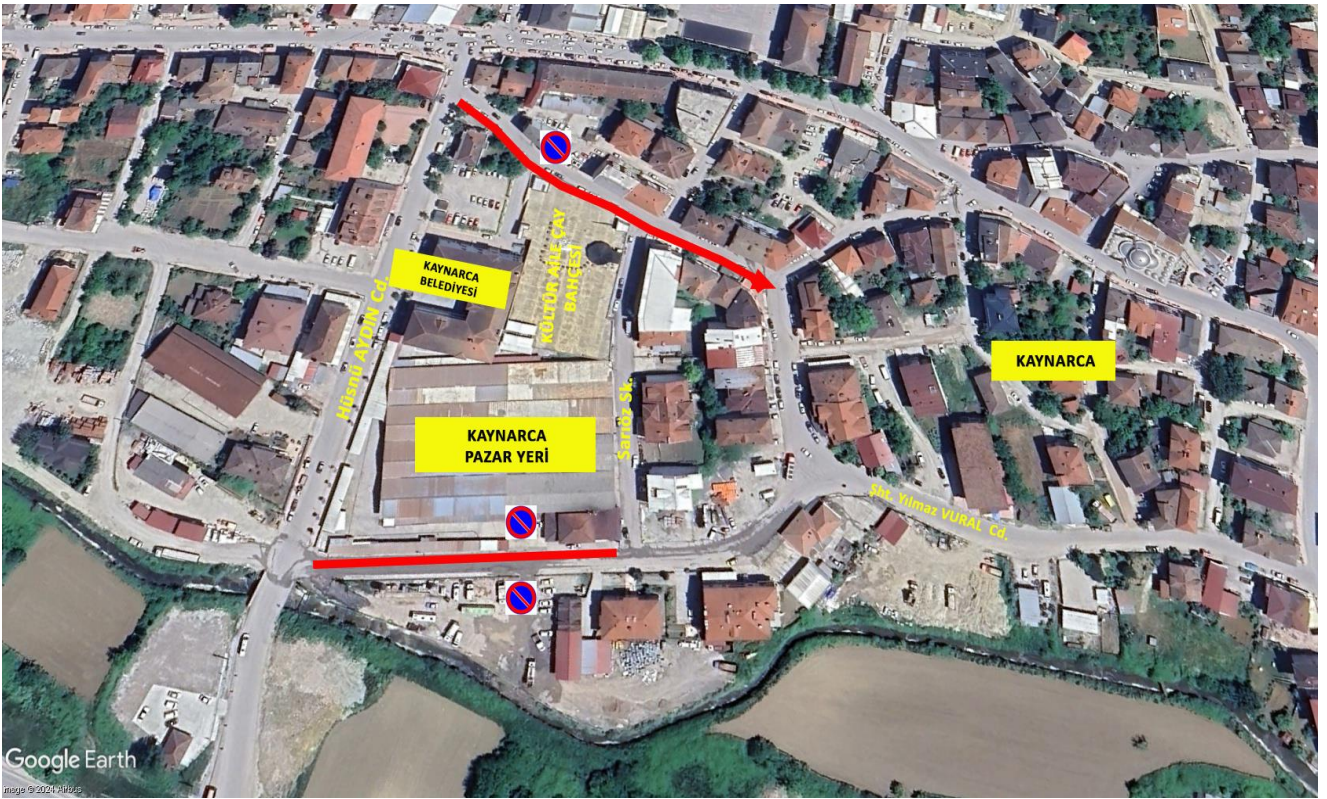 KAYNARCA
BELEDİYESİ
KÜLTÜR AİLE ÇAY
BAHÇESİ
Hüsnü AYDIN Cd.
KAYNARCA
KAYNARCA
PAZAR YERİ
Sarıöz Sk.
Şht. Yılmaz VURAL Cd.
Google Earth
Image © 2024 Airbus